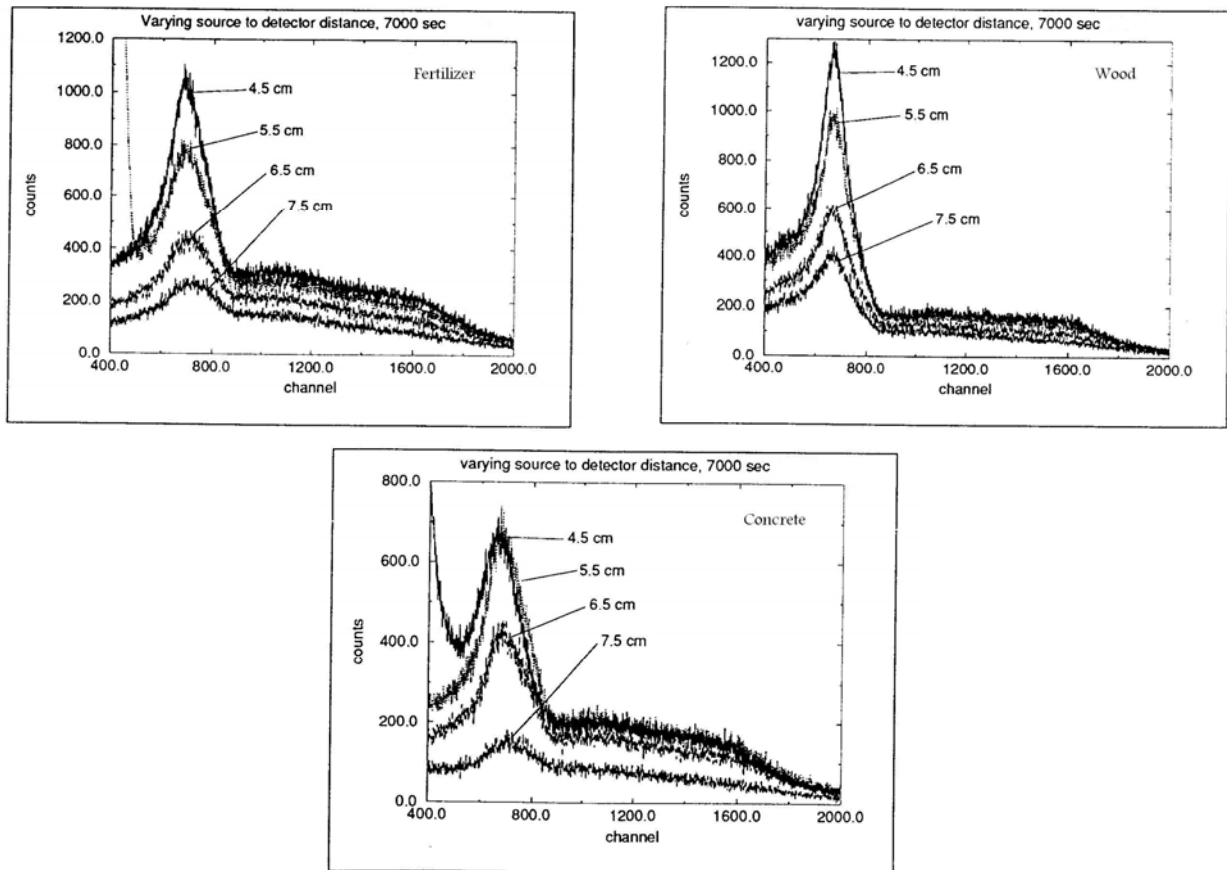 Varying source to detector distance, 7000 sec
1200.0
1000.0
800.0
600.0
400.0
200.0
0.0
counts
Fertilizer
4.5 cm
5.5 cm
6.5 cm
7.5 cm
400.0 800.0 1200.0 1600.0 2000.0
channel
varying source to detector distance, 7000 sec
1200.0
1000.0
800.0
600.0
400.0
200.0
0.0
counts
Wood
4.5 cm
5.5 cm
6.5 cm
7.5 cm
400.0 800.0 1200.0 1600.0 2000.0
channel
varying source to detector distance, 7000 sec
800.0
600.0
400.0
200.0
0.0
counts
Concrete
4.5 cm
5.5 cm
6.5 cm
7.5 cm
400.0 800.0 1200.0 1600.0 2000.0
channel